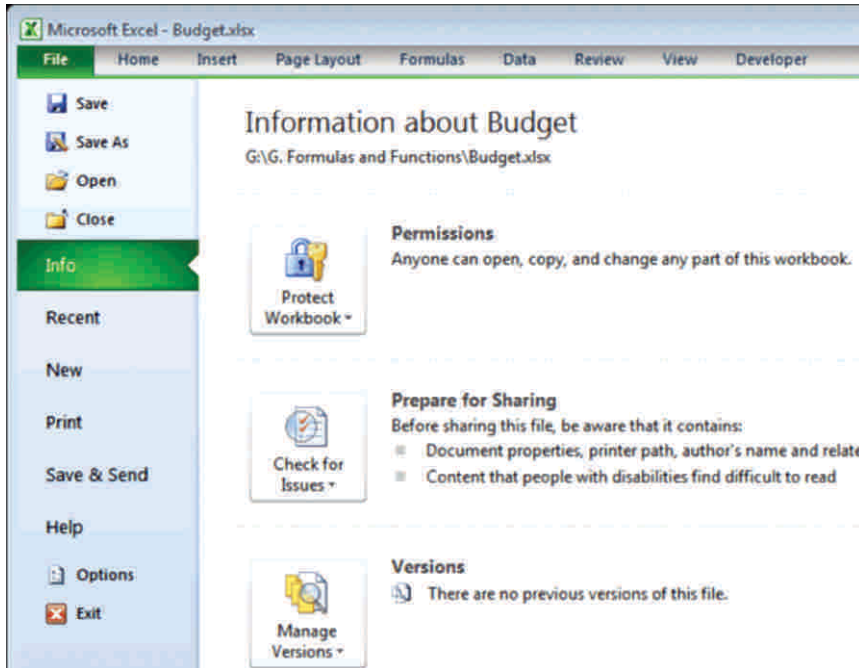 Microsoft Excel - Budget.xlsx
File Home Insert Page Layout Formulas Data Review View Developer
Save
Save As
Open
Close
Info
Recent
New
Print
Save & Send
Help
Options
Exit
Information about Budget
G:\G. Formulas and Functions\Budget.xlsx
Protect
Workbook
Permissions
Anyone can open, copy, and change any part of this workbook.
Check for
Issues
Prepare for Sharing
Before sharing this file, be aware that it contains:
Document properties, printer path, author's name and relate
Content that people with disabilities find difficult to read
Manage
Versions
Versions
There are no previous versions of this file.